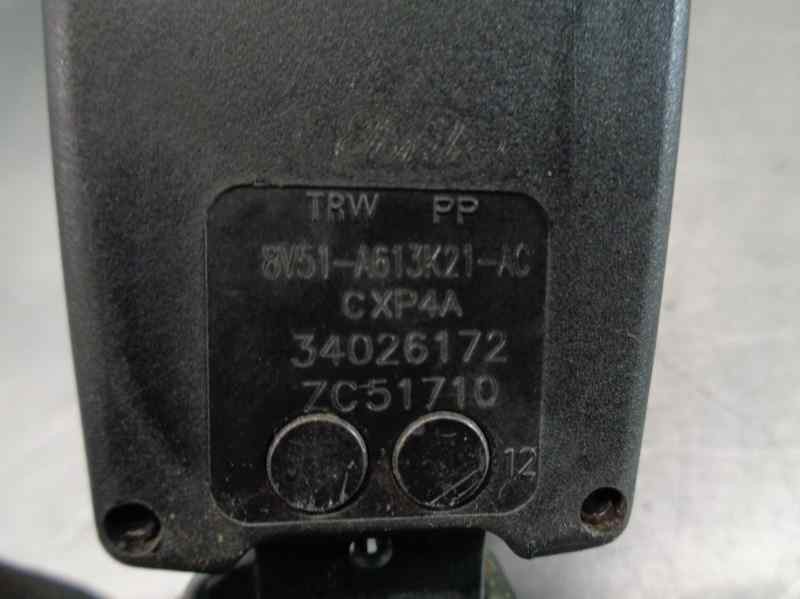 TRW PP
8V51-A613K21-AC
CXP4A
34026172
ZC51710
12